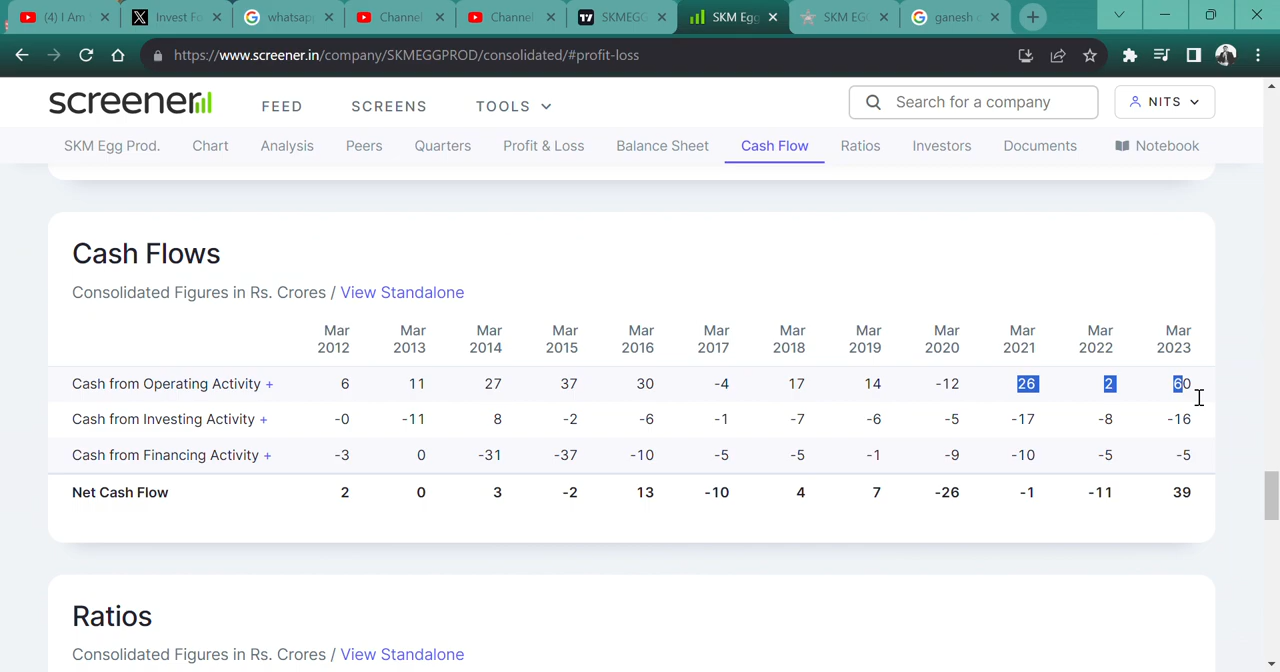 (4) I Am
Invest Fo
whatsapp
Channel
Channel
SKMEGG
SKM Egg
SKM EGG
ganesh
https://www.screener.in/company/SKMEGGPROD/consolidated/#profit-loss
screener
FEED
SCREENS
TOOLS
Search for a company
NITS
SKM Egg Prod. Chart Analysis Peers Quarters Profit & Loss Balance Sheet Cash Flow Ratios Investors Documents Notebook
Cash Flows
Consolidated Figures in Rs. Crores / View Standalone
Mar 2012 Mar 2013 Mar 2014 Mar 2015 Mar 2016 Mar 2017 Mar 2018 Mar 2019 Mar 2020 Mar 2021 Mar 2022 Mar 2023
Cash from Operating Activity + 6 11 27 37 30 -4 17 14 -12 26 2 60
Cash from Investing Activity + -0 -11 8 -2 -6 -1 -7 -6 -5 -17 -8 -16
Cash from Financing Activity + -3 0 -31 -37 -10 -5 -5 -1 -9 -10 -5 -5
Net Cash Flow 2 0 3 -2 13 -10 4 7 -26 -1 -11 39
Ratios
Consolidated Figures in Rs. Crores / View Standalone